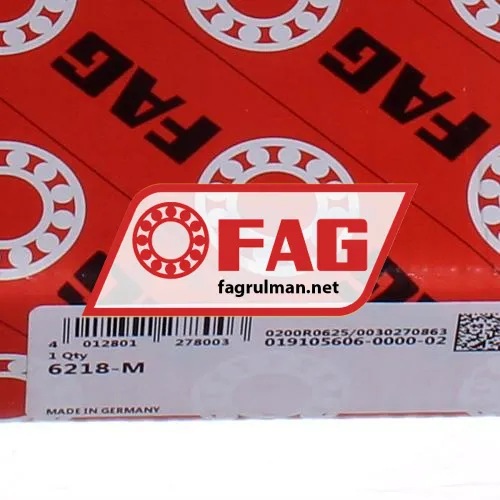 FAG
FAG
FAG
FAG
fagrulman.net
4 012801 278003
0200R0625/0030270863
019105606-0000-02
1 Qty
6218-M
MADE IN GERMANY